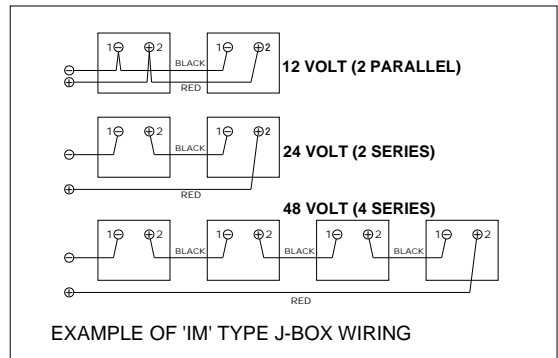 1⊖ ⊕2 1⊖ ⊕2
⊖
⊕
BLACK
RED
12 VOLT (2 PARALLEL)
1⊖ ⊕2 1⊖ ⊕2
⊖
⊕
BLACK
RED
24 VOLT (2 SERIES)
48 VOLT (4 SERIES)
1⊖ ⊕2 1⊖ ⊕2 1⊖ ⊕2 1⊖ ⊕2
⊖ BLACK BLACK BLACK
⊕
RED
EXAMPLE OF 'IM' TYPE J-BOX WIRING